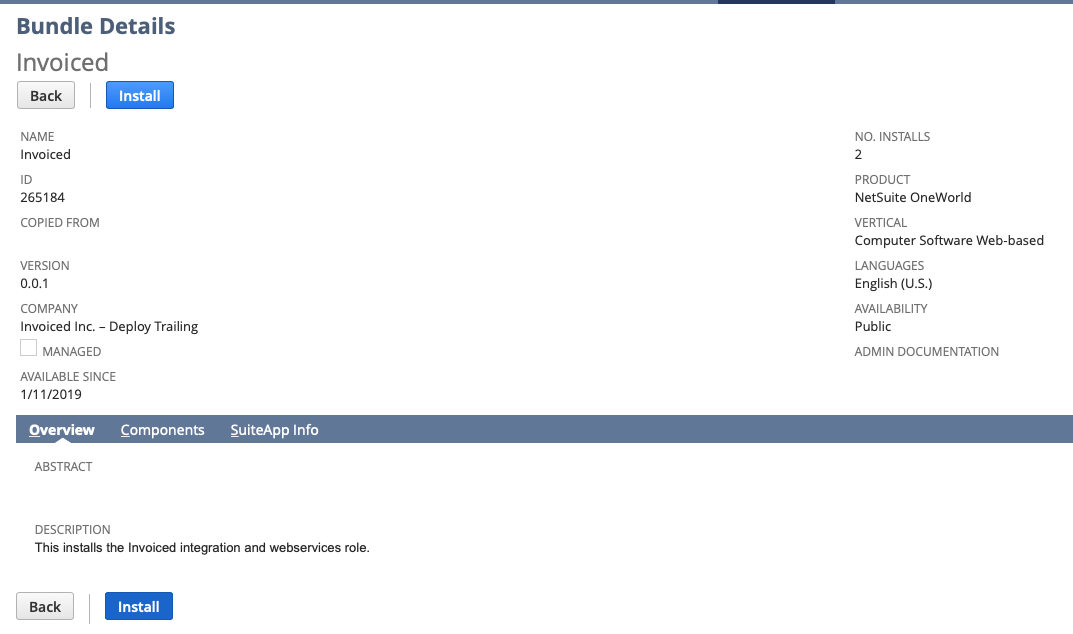 Bundle Details
Invoiced
Back
Install
NAME
Invoiced
ID
265184
COPIED FROM
VERSION
0.0.1
COMPANY
Invoiced Inc. – Deploy Trailing
MANAGED
AVAILABLE SINCE
1/11/2019
NO. INSTALLS
2
PRODUCT
NetSuite OneWorld
VERTICAL
Computer Software Web-based
LANGUAGES
English (U.S.)
AVAILABILITY
Public
ADMIN DOCUMENTATION
Overview Components SuiteApp Info
ABSTRACT
DESCRIPTION
This installs the Invoiced integration and webservices role.
Back
Install